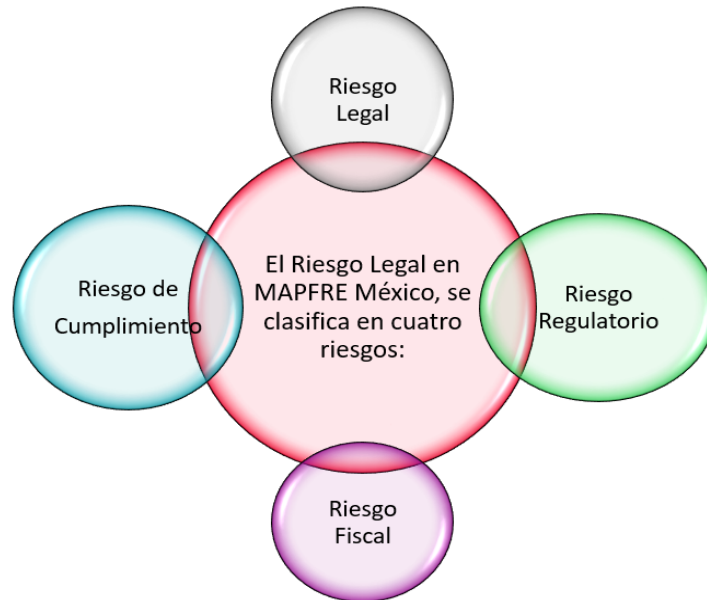 Riesgo
Legal
El Riesgo Legal en
MAPFRE México, se
clasifica en cuatro
riesgos:
Riesgo de
Cumplimiento
Riesgo
Regulatorio
Riesgo
Fiscal